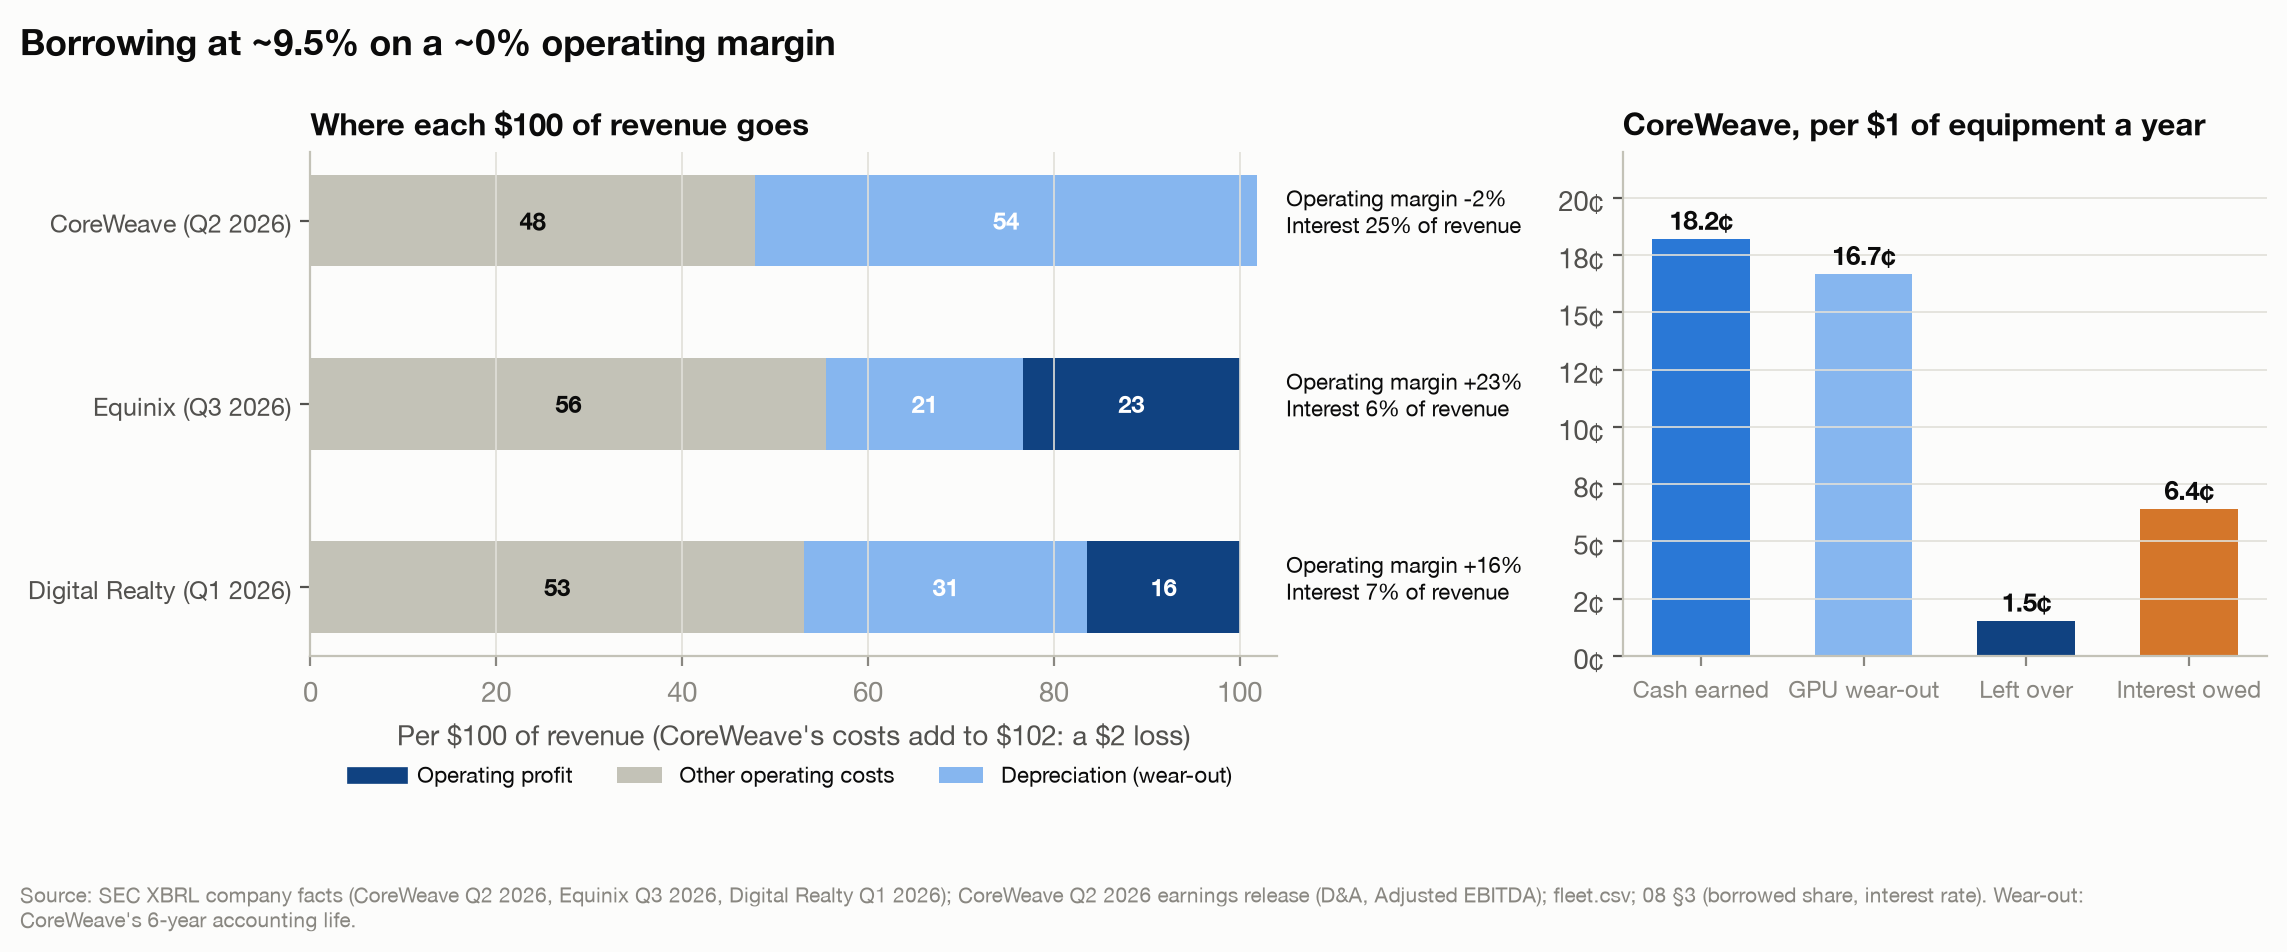 Borrowing at ~9.5% on a ~0% operating margin
Where each $100 of revenue goes
CoreWeave (Q2 2026)
48
54
Operating margin -2%
Interest 25% of revenue
Equinix (Q3 2026)
56
21
23
Operating margin +23%
Interest 6% of revenue
Digital Realty (Q1 2026)
53
31
16
Operating margin +16%
Interest 7% of revenue
0 20 40 60 80 100
Per $100 of revenue (CoreWeave's costs add to $102: a $2 loss)
Operating profit Other operating costs Depreciation (wear-out)
CoreWeave, per $1 of equipment a year
20¢
18¢
15¢
12¢
10¢
8¢
5¢
2¢
0¢
18.2¢
16.7¢
1.5¢
6.4¢
Cash earned GPU wear-out Left over Interest owed
Source: SEC XBRL company facts (CoreWeave Q2 2026, Equinix Q3 2026, Digital Realty Q1 2026); CoreWeave Q2 2026 earnings release (D&A, Adjusted EBITDA); fleet.csv; 08 §3 (borrowed share, interest rate). Wear-out:
CoreWeave's 6-year accounting life.